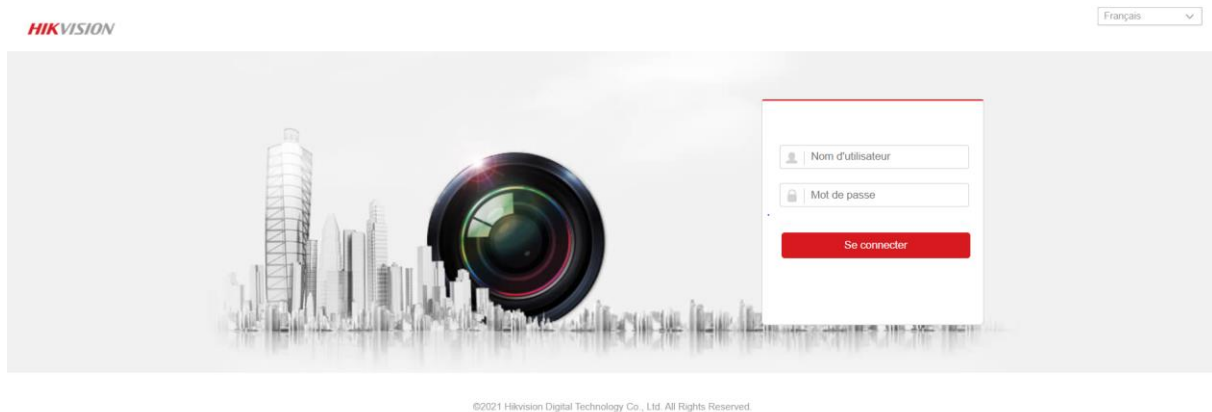 HIKVISION
Français
Nom d'utilisateur
Mot de passe
Se connecter
©2021 Hikvision Digital Technology Co., Ltd. All Rights Reserved.